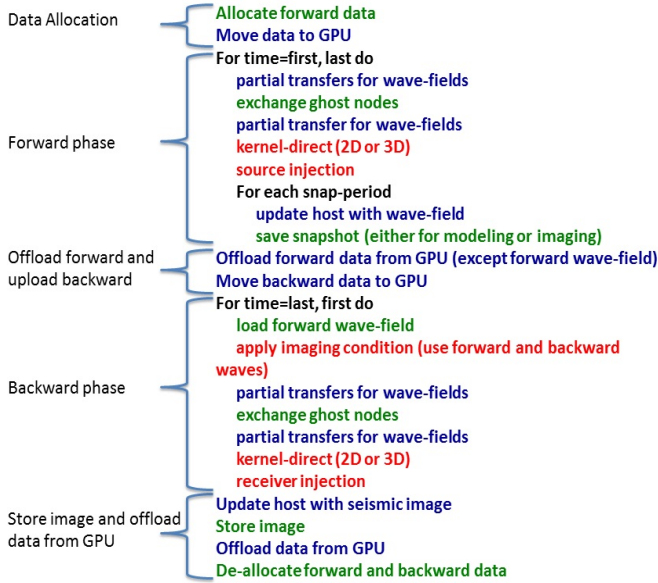 Data Allocation
Allocate forward data
Move data to GPU
Forward phase
For time=first, last do
partial transfers for wave-fields
exchange ghost nodes
partial transfer for wave-fields
kernel-direct (2D or 3D)
source injection
For each snap-period
update host with wave-field
save snapshot (either for modeling or imaging)
Offload forward and
upload backward
Offload forward data from GPU (except forward wave-field)
Move backward data to GPU
Backward phase
For time=last, first do
load forward wave-field
apply imaging condition (use forward and backward
waves)
partial transfers for wave-fields
exchange ghost nodes
partial transfers for wave-fields
kernel-direct (2D or 3D)
receiver injection
Store image and offload
data from GPU
Update host with seismic image
Store image
Offload data from GPU
De-allocate forward and backward data